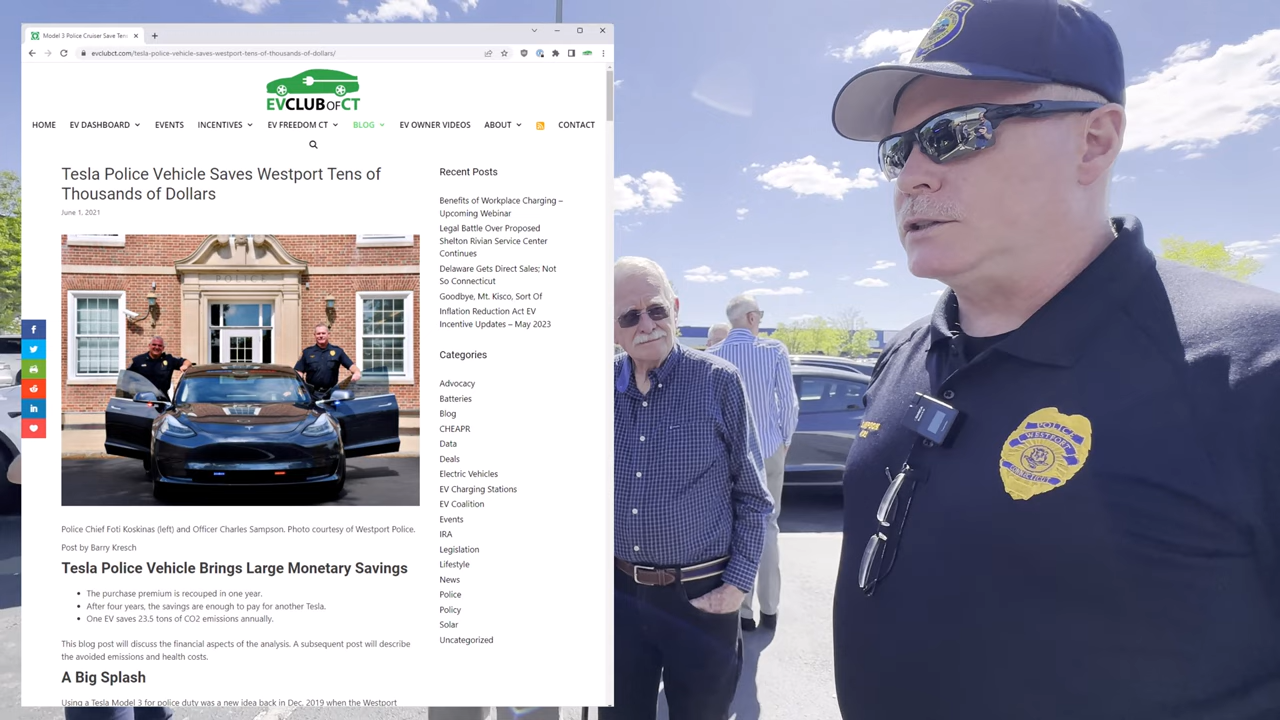 Model 3 Police Cruiser Save Tens
evclubct.com/tesla-police-vehicle-saves-westport-tens-of-thousands-of-dollars/
EVCLUBOFCT
HOME EV DASHBOARD EVENTS INCENTIVES EV FREEDOM CT BLOG EV OWNER VIDEOS ABOUT CONTACT
Tesla Police Vehicle Saves Westport Tens of
Thousands of Dollars
June 1, 2021
POLICE
Police Chief Foti Koskinas (left) and Officer Charles Sampson. Photo courtesy of Westport Police.
Post by Barry Kresch
Tesla Police Vehicle Brings Large Monetary Savings
The purchase premium is recouped in one year.
After four years, the savings are enough to pay for another Tesla.
One EV saves 23.5 tons of CO2 emissions annually.
This blog post will discuss the financial aspects of the analysis. A subsequent post will describe
the avoided emissions and health costs.
A Big Splash
Using a Tesla Model 3 for police duty was a new idea back in Dec. 2019 when the Westport
Recent Posts
Benefits of Workplace Charging –
Upcoming Webinar
Legal Battle Over Proposed
Shelton Rivian Service Center
Continues
Delaware Gets Direct Sales; Not
So Connecticut
Goodbye, Mt. Kisco, Sort Of
Inflation Reduction Act EV
Incentive Updates – May 2023
Categories
Advocacy
Batteries
Blog
CHEAPR
Data
Deals
Electric Vehicles
EV Charging Stations
EV Coalition
Events
IRA
Legislation
Lifestyle
News
Police
Policy
Solar
Uncategorized
POLICE
WESTPORT
CONNECTICUT